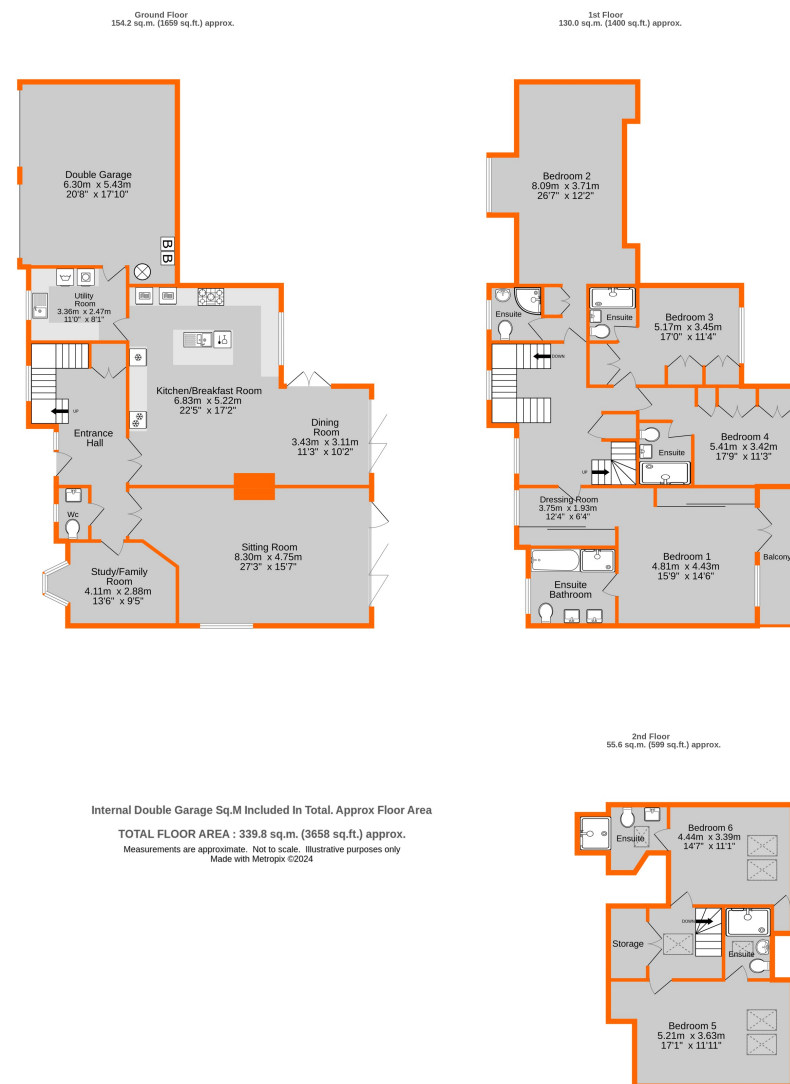 Ground Floor
154.2 sq.m. (1659 sq.ft.) approx.
Double Garage
6.30m x 5.43m
20'8" x 17'10"
B
B
Utility
Room
3.36m x 2.47m
11'0" x 8'1"
Kitchen/Breakfast Room
6.83m x 5.22m
22'5" x 17'2"
UP
Entrance
Hall
Dining
Room
3.43m x 3.11m
11'3" x 10'2"
Wc
Sitting Room
8.30m x 4.75m
27'3" x 15'7"
Study/Family
Room
4.11m x 2.88m
13'6" x 9'5"
1st Floor
130.0 sq.m. (1400 sq.ft.) approx.
Bedroom 2
8.09m x 3.71m
26'7" x 12'2"
Ensuite
Ensuite
Bedroom 3
5.17m x 3.45m
17'0" x 11'4"
DOWN
Bedroom 4
5.41m x 3.42m
17'9" x 11'3"
Ensuite
UP
Dressing Room
3.75m x 1.93m
12'4" x 6'4"
Bedroom 1
4.81m x 4.43m
15'9" x 14'6"
Balcony
Ensuite
Bathroom
2nd Floor
55.6 sq.m. (599 sq.ft.) approx.
Ensuite
Bedroom 6
4.44m x 3.39m
14'7" x 11'1"
DOWN
Storage
Ensuite
Bedroom 5
5.21m x 3.63m
17'1" x 11'11"
Internal Double Garage Sq.M Included In Total. Approx Floor Area
TOTAL FLOOR AREA : 339.8 sq.m. (3658 sq.ft.) approx.
Measurements are approximate. Not to scale. Illustrative purposes only
Made with Metropix ©2024